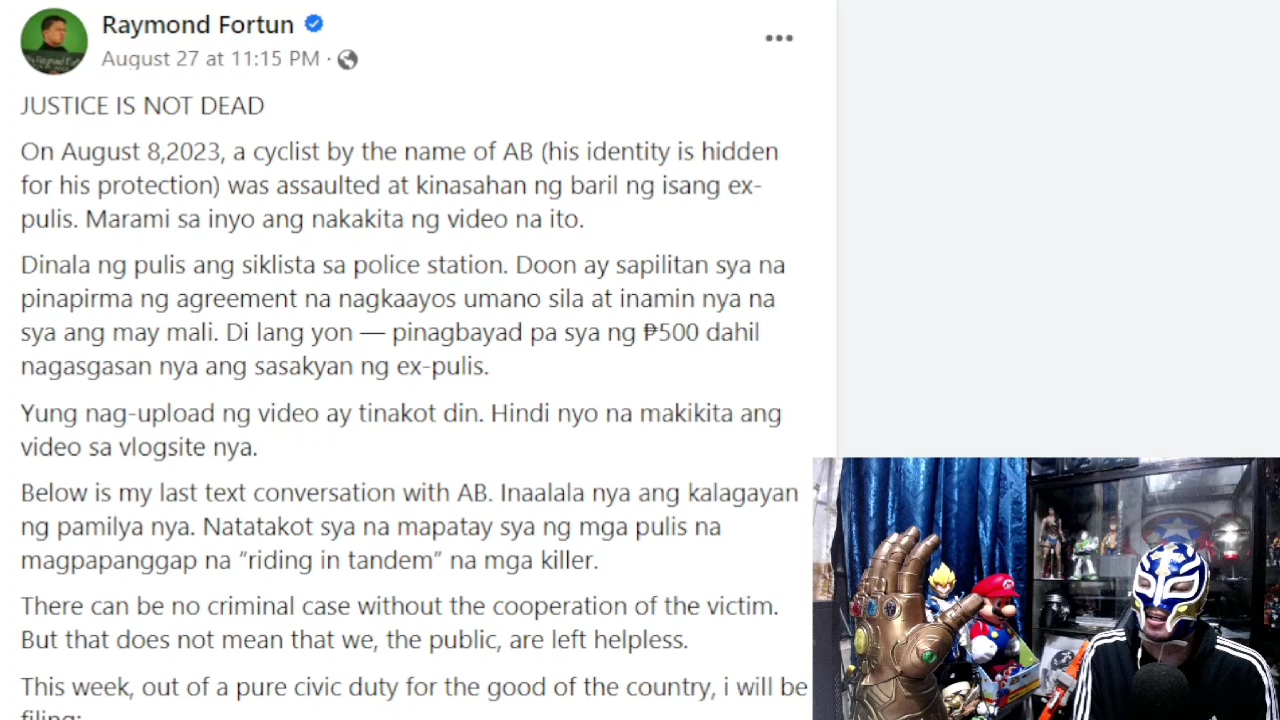 Raymond Fortun
August 27 at 11:15 PM ·
JUSTICE IS NOT DEAD
On August 8,2023, a cyclist by the name of AB (his identity is hidden
for his protection) was assaulted at kinasahan ng baril ng isang ex-
pulis. Marami sa inyo ang nakakita ng video na ito.
Dinala ng pulis ang siklista sa police station. Doon ay sapilitan sya na
pinapirma ng agreement na nagkaayos umano sila at inamin nya na
sya ang may mali. Di lang yon — pinagbayad pa sya ng ₱500 dahil
nagasgasan nya ang sasakyan ng ex-pulis.
Yung nag-upload ng video ay tinakot din. Hindi nyo na makikita ang
video sa vlogsite nya.
Below is my last text conversation with AB. Inaalala nya ang kalagayan
ng pamilya nya. Natatakot sya na mapatay sya ng mga pulis na
magpapanggap na “riding in tandem” na mga killer.
There can be no criminal case without the cooperation of the victim.
But that does not mean that we, the public, are left helpless.
This week, out of a pure civic duty for the good of the country, i will be
filing: